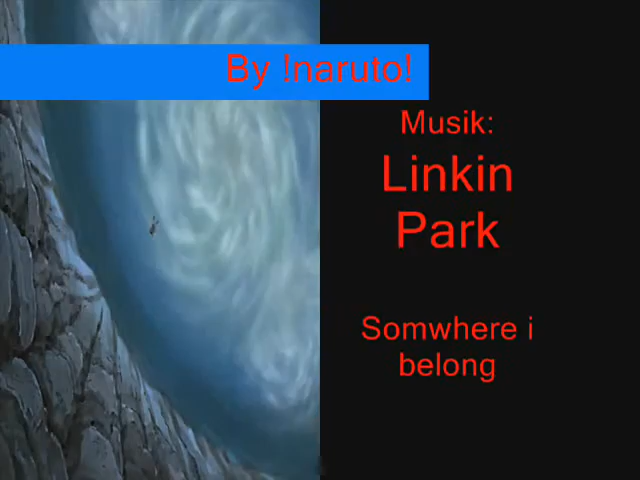 By !naruto!
Musik:
Linkin
Park
Somwhere i
belong